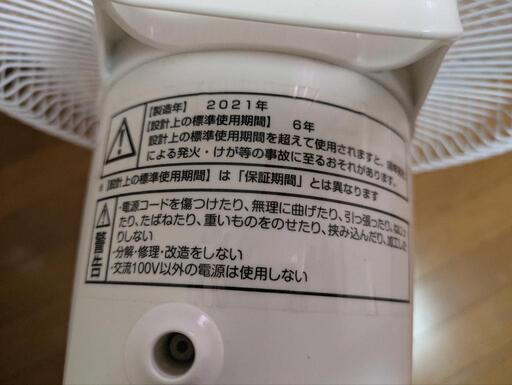 【製造年】 2021年
【設計上の標準使用期間】 6年
設計上の標準使用期間を超えて使用されますと、
による発火・けが等の事故に至るおそれがあります。
※【設計上の標準使用期間】は「保証期間」とは異なります
警告
・電源コードを傷つけたり、無理に曲げたり、引っ張ったり、
たり、たばねたり、重いものをのせたり、挟み込んだり、加工した
りしない
・分解・修理・改造をしない
・交流100V以外の電源は使用しない